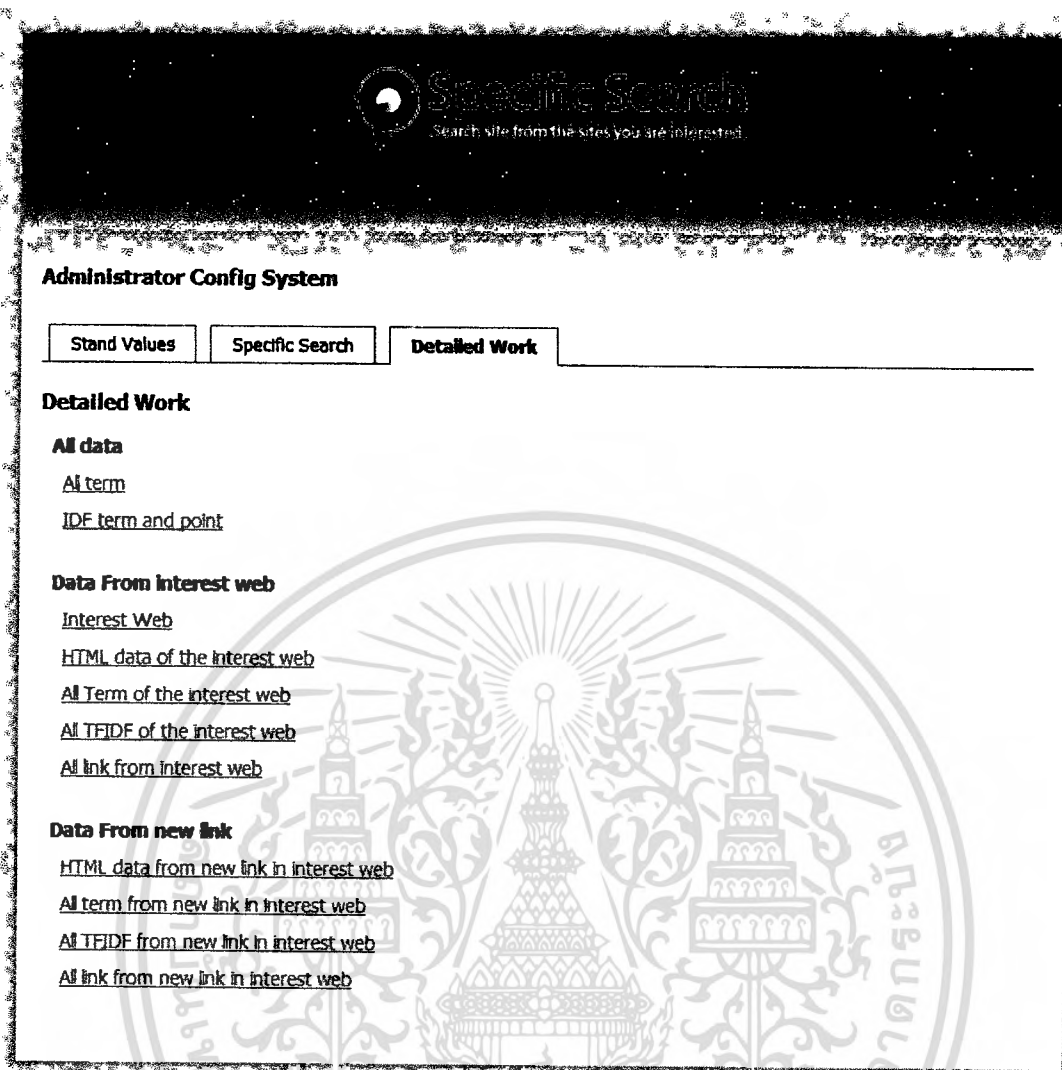 Specific Search
Search site from the sites you are interested.
Administrator Config System
Stand Values
Specific Search
Detailed Work
Detailed Work
All data
All term
IDF term and point
Data From interest web
Interest Web
HTML data of the interest web
All Term of the interest web
All TFIDF of the interest web
All link from interest web
Data From new link
HTML data from new link in interest web
All term from new link in interest web
All TFIDF from new link in interest web
All link from new link in interest web